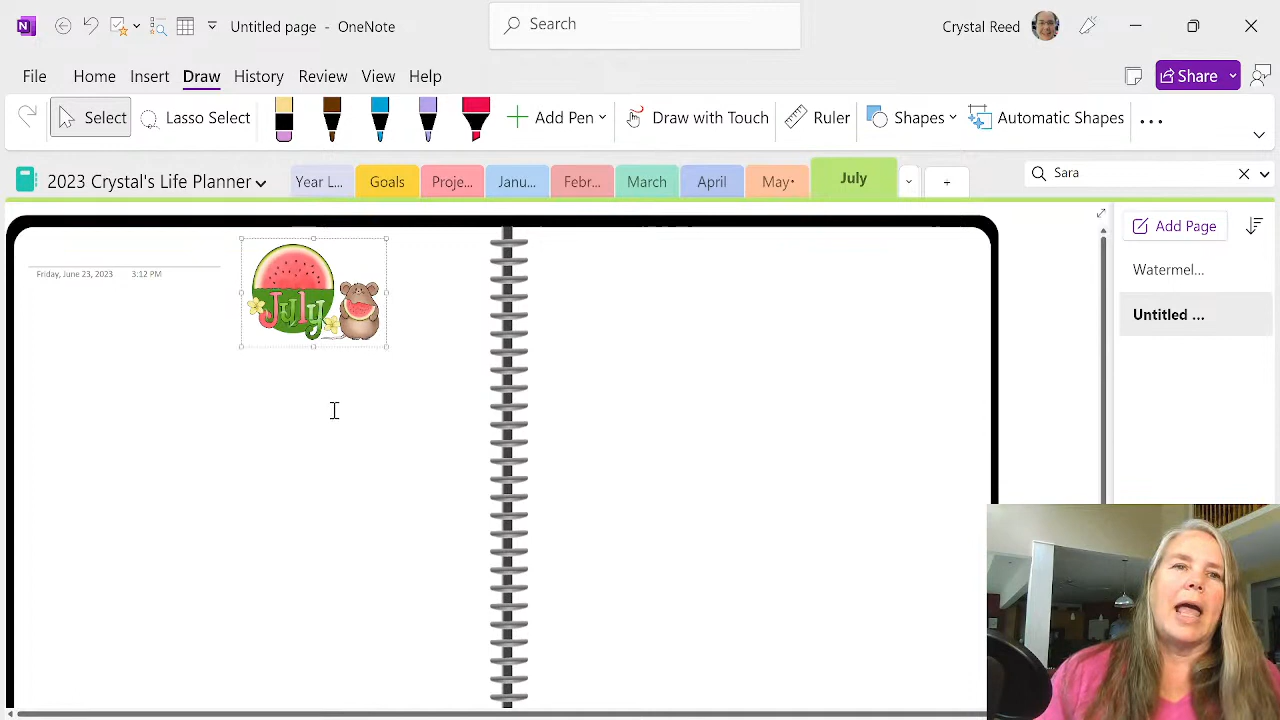 Untitled page - OneNote
Search
Crystal Reed
File Home Insert Draw History Review View Help
Share
Select Lasso Select Add Pen Draw with Touch Ruler Shapes Automatic Shapes
2023 Crystal's Life Planner
Year L... Goals Proje... Janu... Febr... March April May• July
Sara
Add Page
Watermel...
Untitled ...
Friday, June 23, 2023 3:12 PM
July